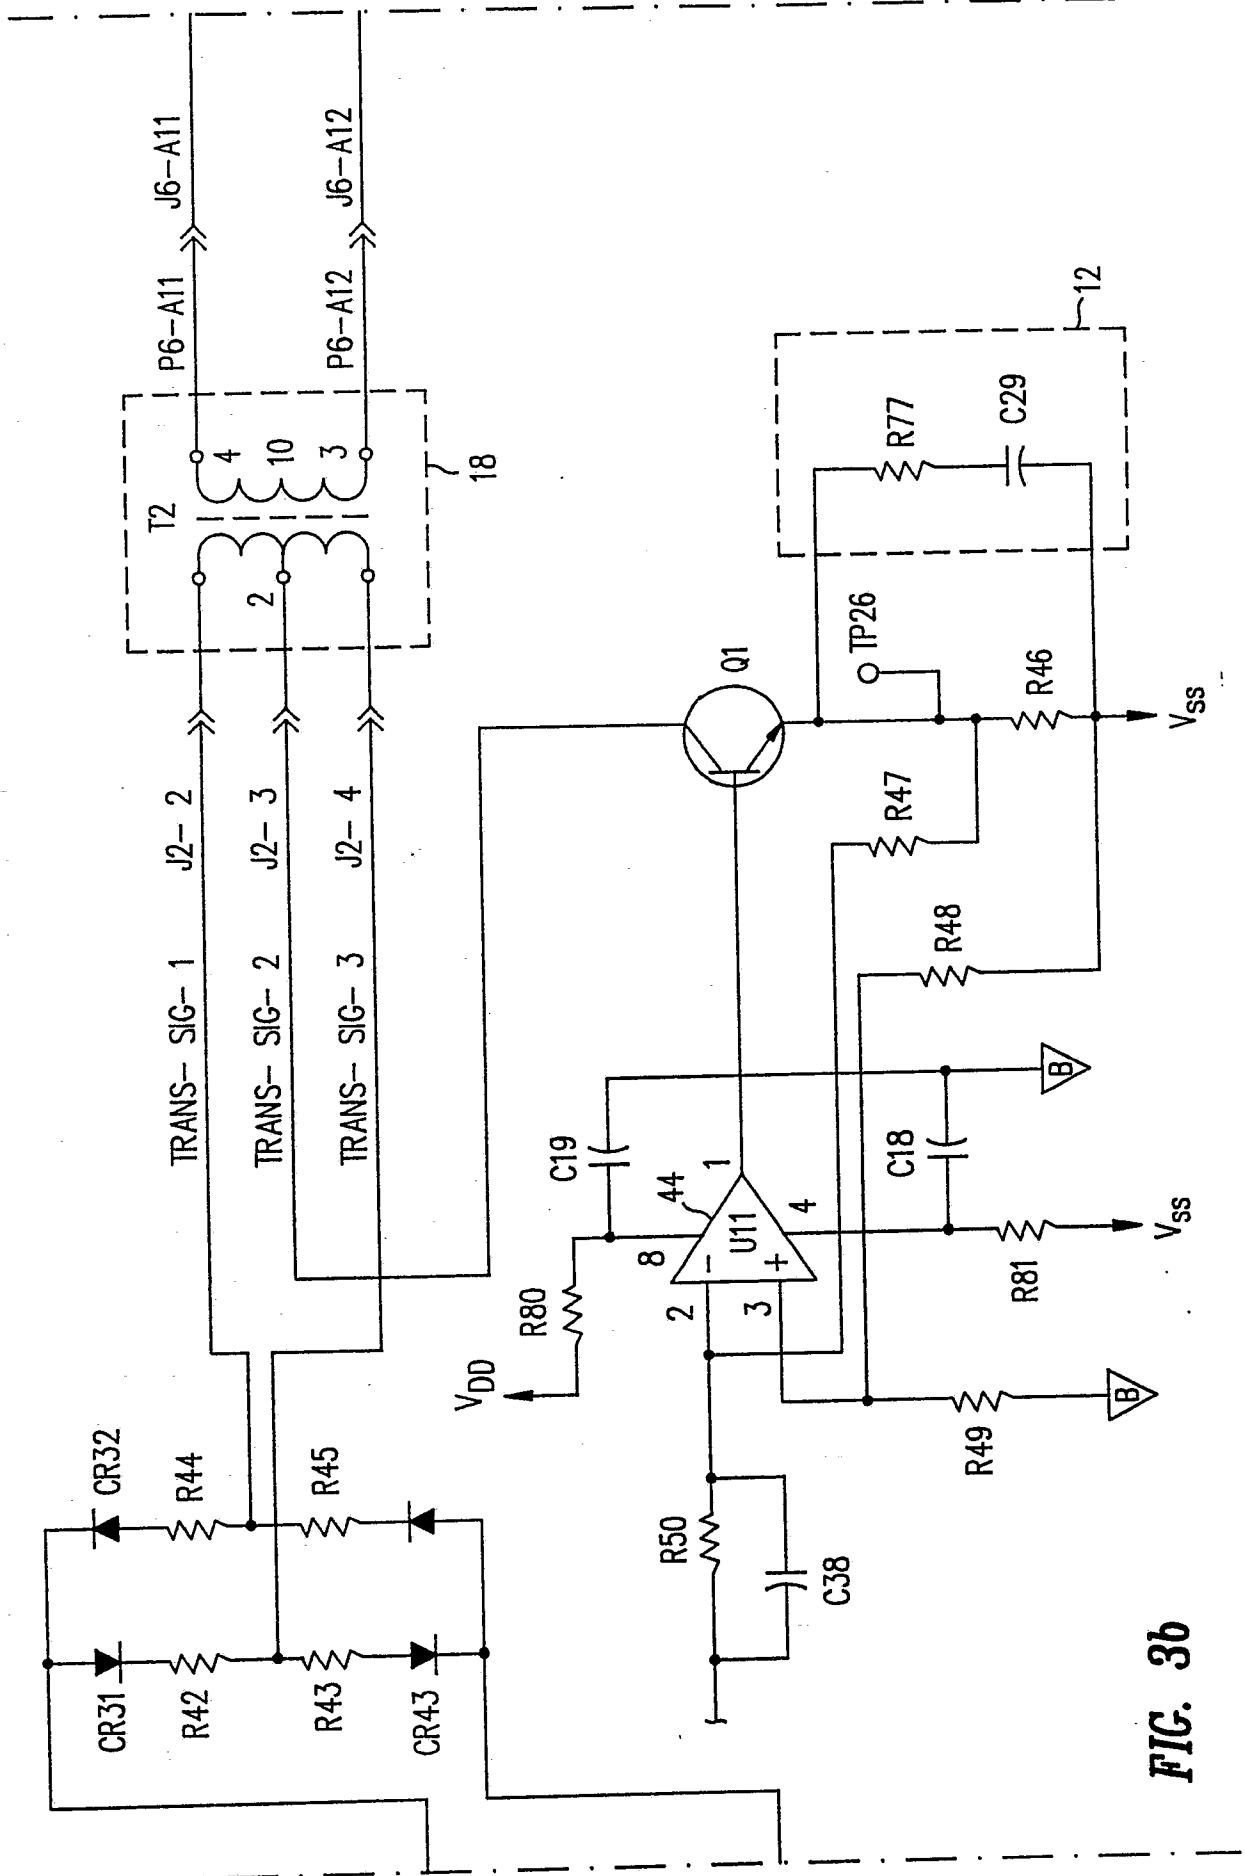 P6-A11 J6-A11
P6-A12 J6-A12
T2
4
10
3
2
18
TRANS- SIG- 1 J2- 2
TRANS- SIG- 2 J2- 3
TRANS- SIG- 3 J2- 4
CR32
R44
R45
CR31
R42
R43
CR43
VDD
R80
C19
44
8
1
2
3
4
U11
-
+
Q1
TP26
R77
C29
12
R46
VSS
R47
R48
B
C18
R81
VSS
R49
B
R50
C38
FIG. 3b